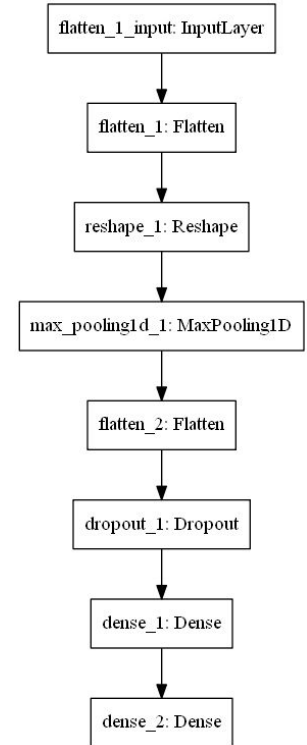 flatten_1_input: InputLayer
flatten_1: Flatten
reshape_1: Reshape
max_pooling1d_1: MaxPooling1D
flatten_2: Flatten
dropout_1: Dropout
dense_1: Dense
dense_2: Dense